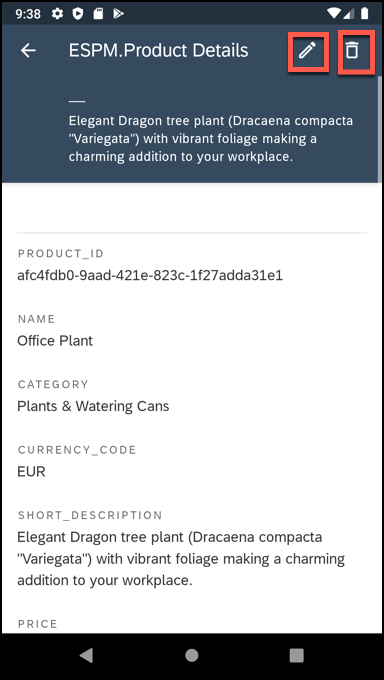 9:38
ESPM.Product Details
Elegant Dragon tree plant (Dracaena compacta
"Variegata") with vibrant foliage making a
charming addition to your workplace.
PRODUCT_ID
afc4fdb0-9aad-421e-823c-1f27adda31e1
NAME
Office Plant
CATEGORY
Plants & Watering Cans
CURRENCY_CODE
EUR
SHORT_DESCRIPTION
Elegant Dragon tree plant (Dracaena compacta
"Variegata") with vibrant foliage making a charming
addition to your workplace.
PRICE